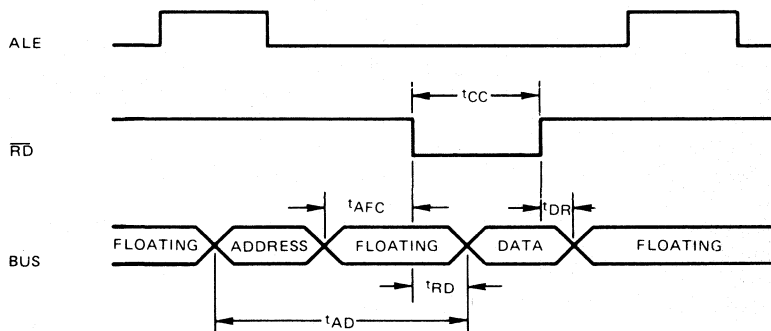 ALE
tCC
RD
tAFC
tDR
FLOATING ADDRESS FLOATING DATA FLOATING
BUS
tRD
tAD